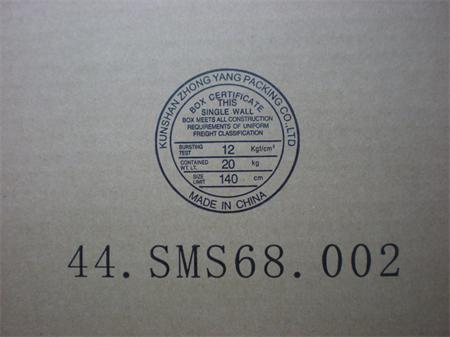 KUNSHAN ZHONG YANG PACKING CO.,LTD
BOX CERTIFICATE
THIS
SINGLE WALL
BOX MEETS ALL CONSTRUCTION
REQUIREMENTS OF UNIFORM
FREIGHT CLASSIFICATION
BURSTING TEST 12 Kgf/cm²
CONTAINED WT. LT. 20 kg
SIZE LIMIT 140 cm
MADE IN CHINA
44.SMS68.002